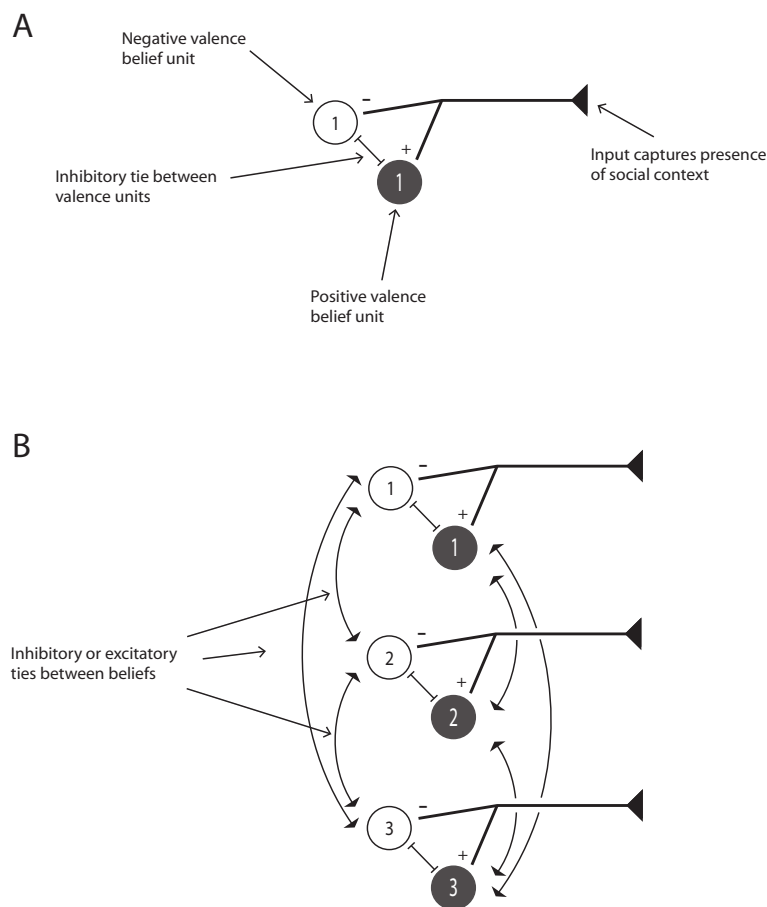 A
Negative valence
belief unit
-
1
+
Inhibitory tie between
valence units
1
Input captures presence
of social context
Positive valence
belief unit
B
-
1
+
1
Inhibitory or excitatory
ties between beliefs
-
2
+
2
-
3
+
3